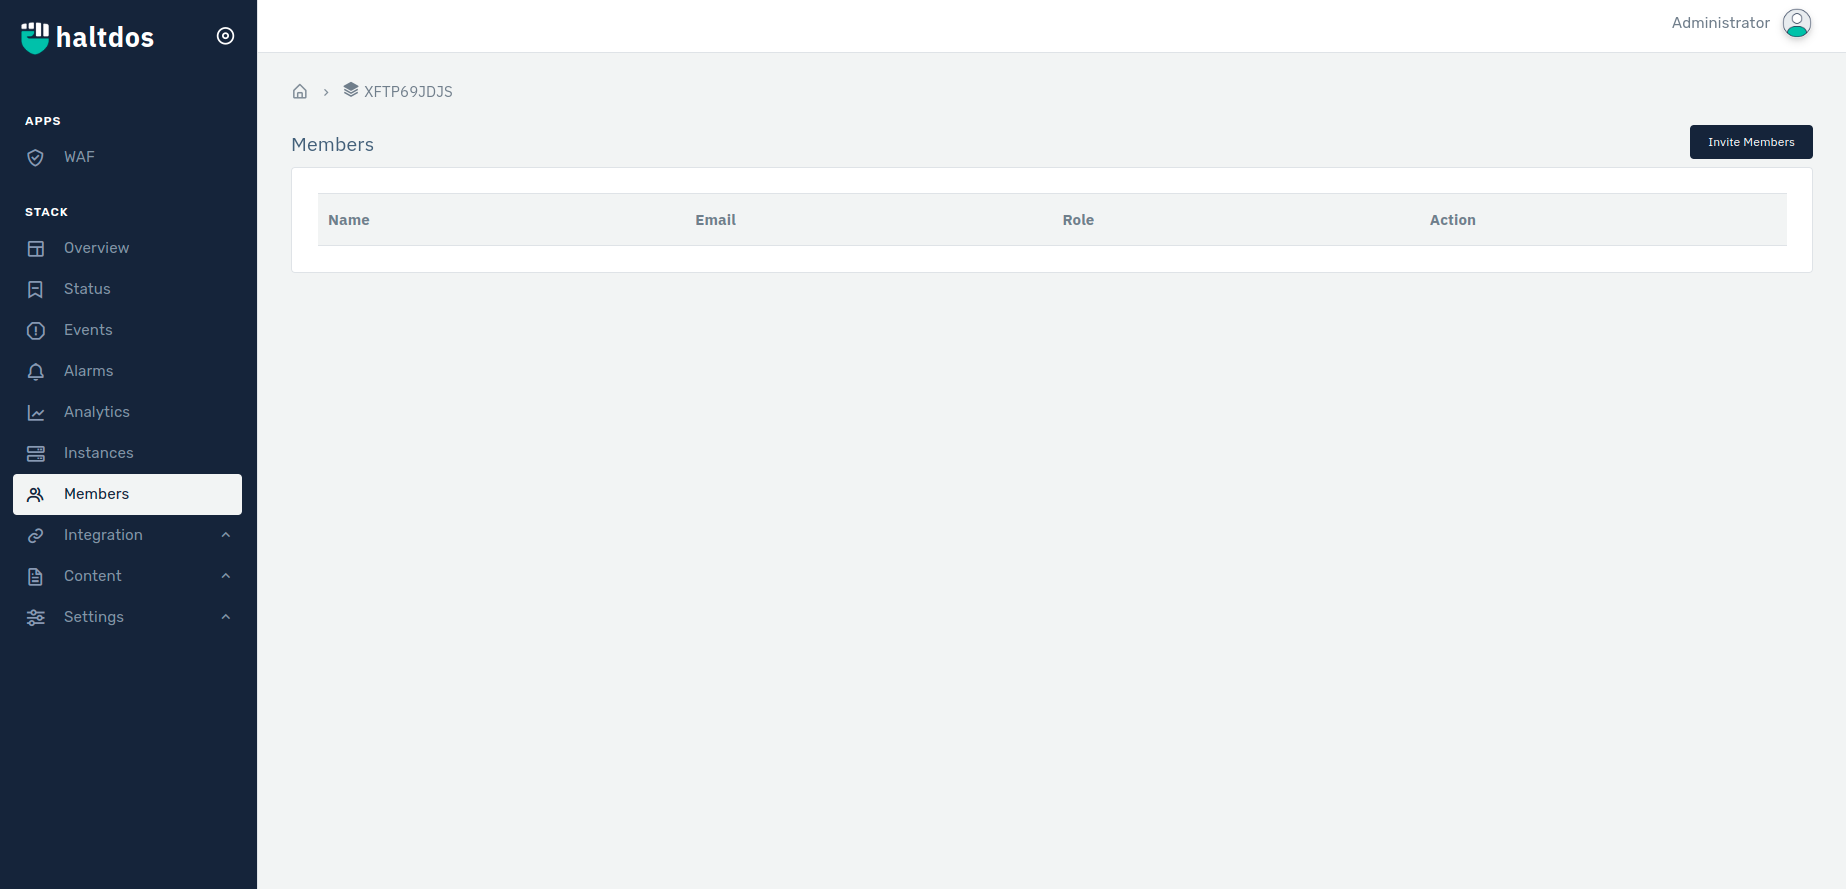 haltdos
Administrator
XFTP69JDJS
APPS
WAF
STACK
Overview
Status
Events
Alarms
Analytics
Instances
Members
Integration
Content
Settings
Members
Invite Members
Name Email Role Action